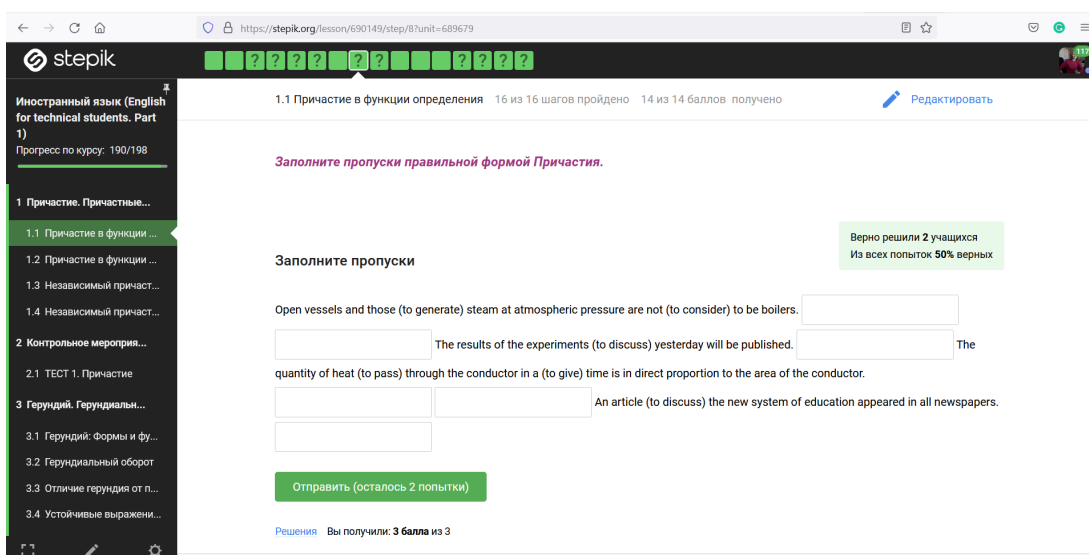 https://stepik.org/lesson/690149/step/8?unit=689679
stepik
? ? ? ? ? ? ? ? ? ?
117
Иностранный язык (English
for technical students. Part
1)
Прогресс по курсу: 190/198
1 Причастие. Причастные...
1.1 Причастие в функции ...
1.2 Причастие в функции ...
1.3 Независимый причаст...
1.4 Независимый причаст...
2 Контрольное мероприя...
2.1 ТЕСТ 1. Причастие
3 Герундий. Герундиальн...
3.1 Герундий: Формы и фу...
3.2 Герундиальный оборот
3.3 Отличие герундия от п...
3.4 Устойчивые выражени...
1.1 Причастие в функции определения 16 из 16 шагов пройдено 14 из 14 баллов получено
Редактировать
Заполните пропуски правильной формой Причастия.
Верно решили 2 учащихся
Из всех попыток 50% верных
Заполните пропуски
Open vessels and those (to generate) steam at atmospheric pressure are not (to consider) to be boilers.
The results of the experiments (to discuss) yesterday will be published. The
quantity of heat (to pass) through the conductor in a (to give) time is in direct proportion to the area of the conductor.
An article (to discuss) the new system of education appeared in all newspapers.
Отправить (осталось 2 попытки)
Решения Вы получили: 3 балла из 3